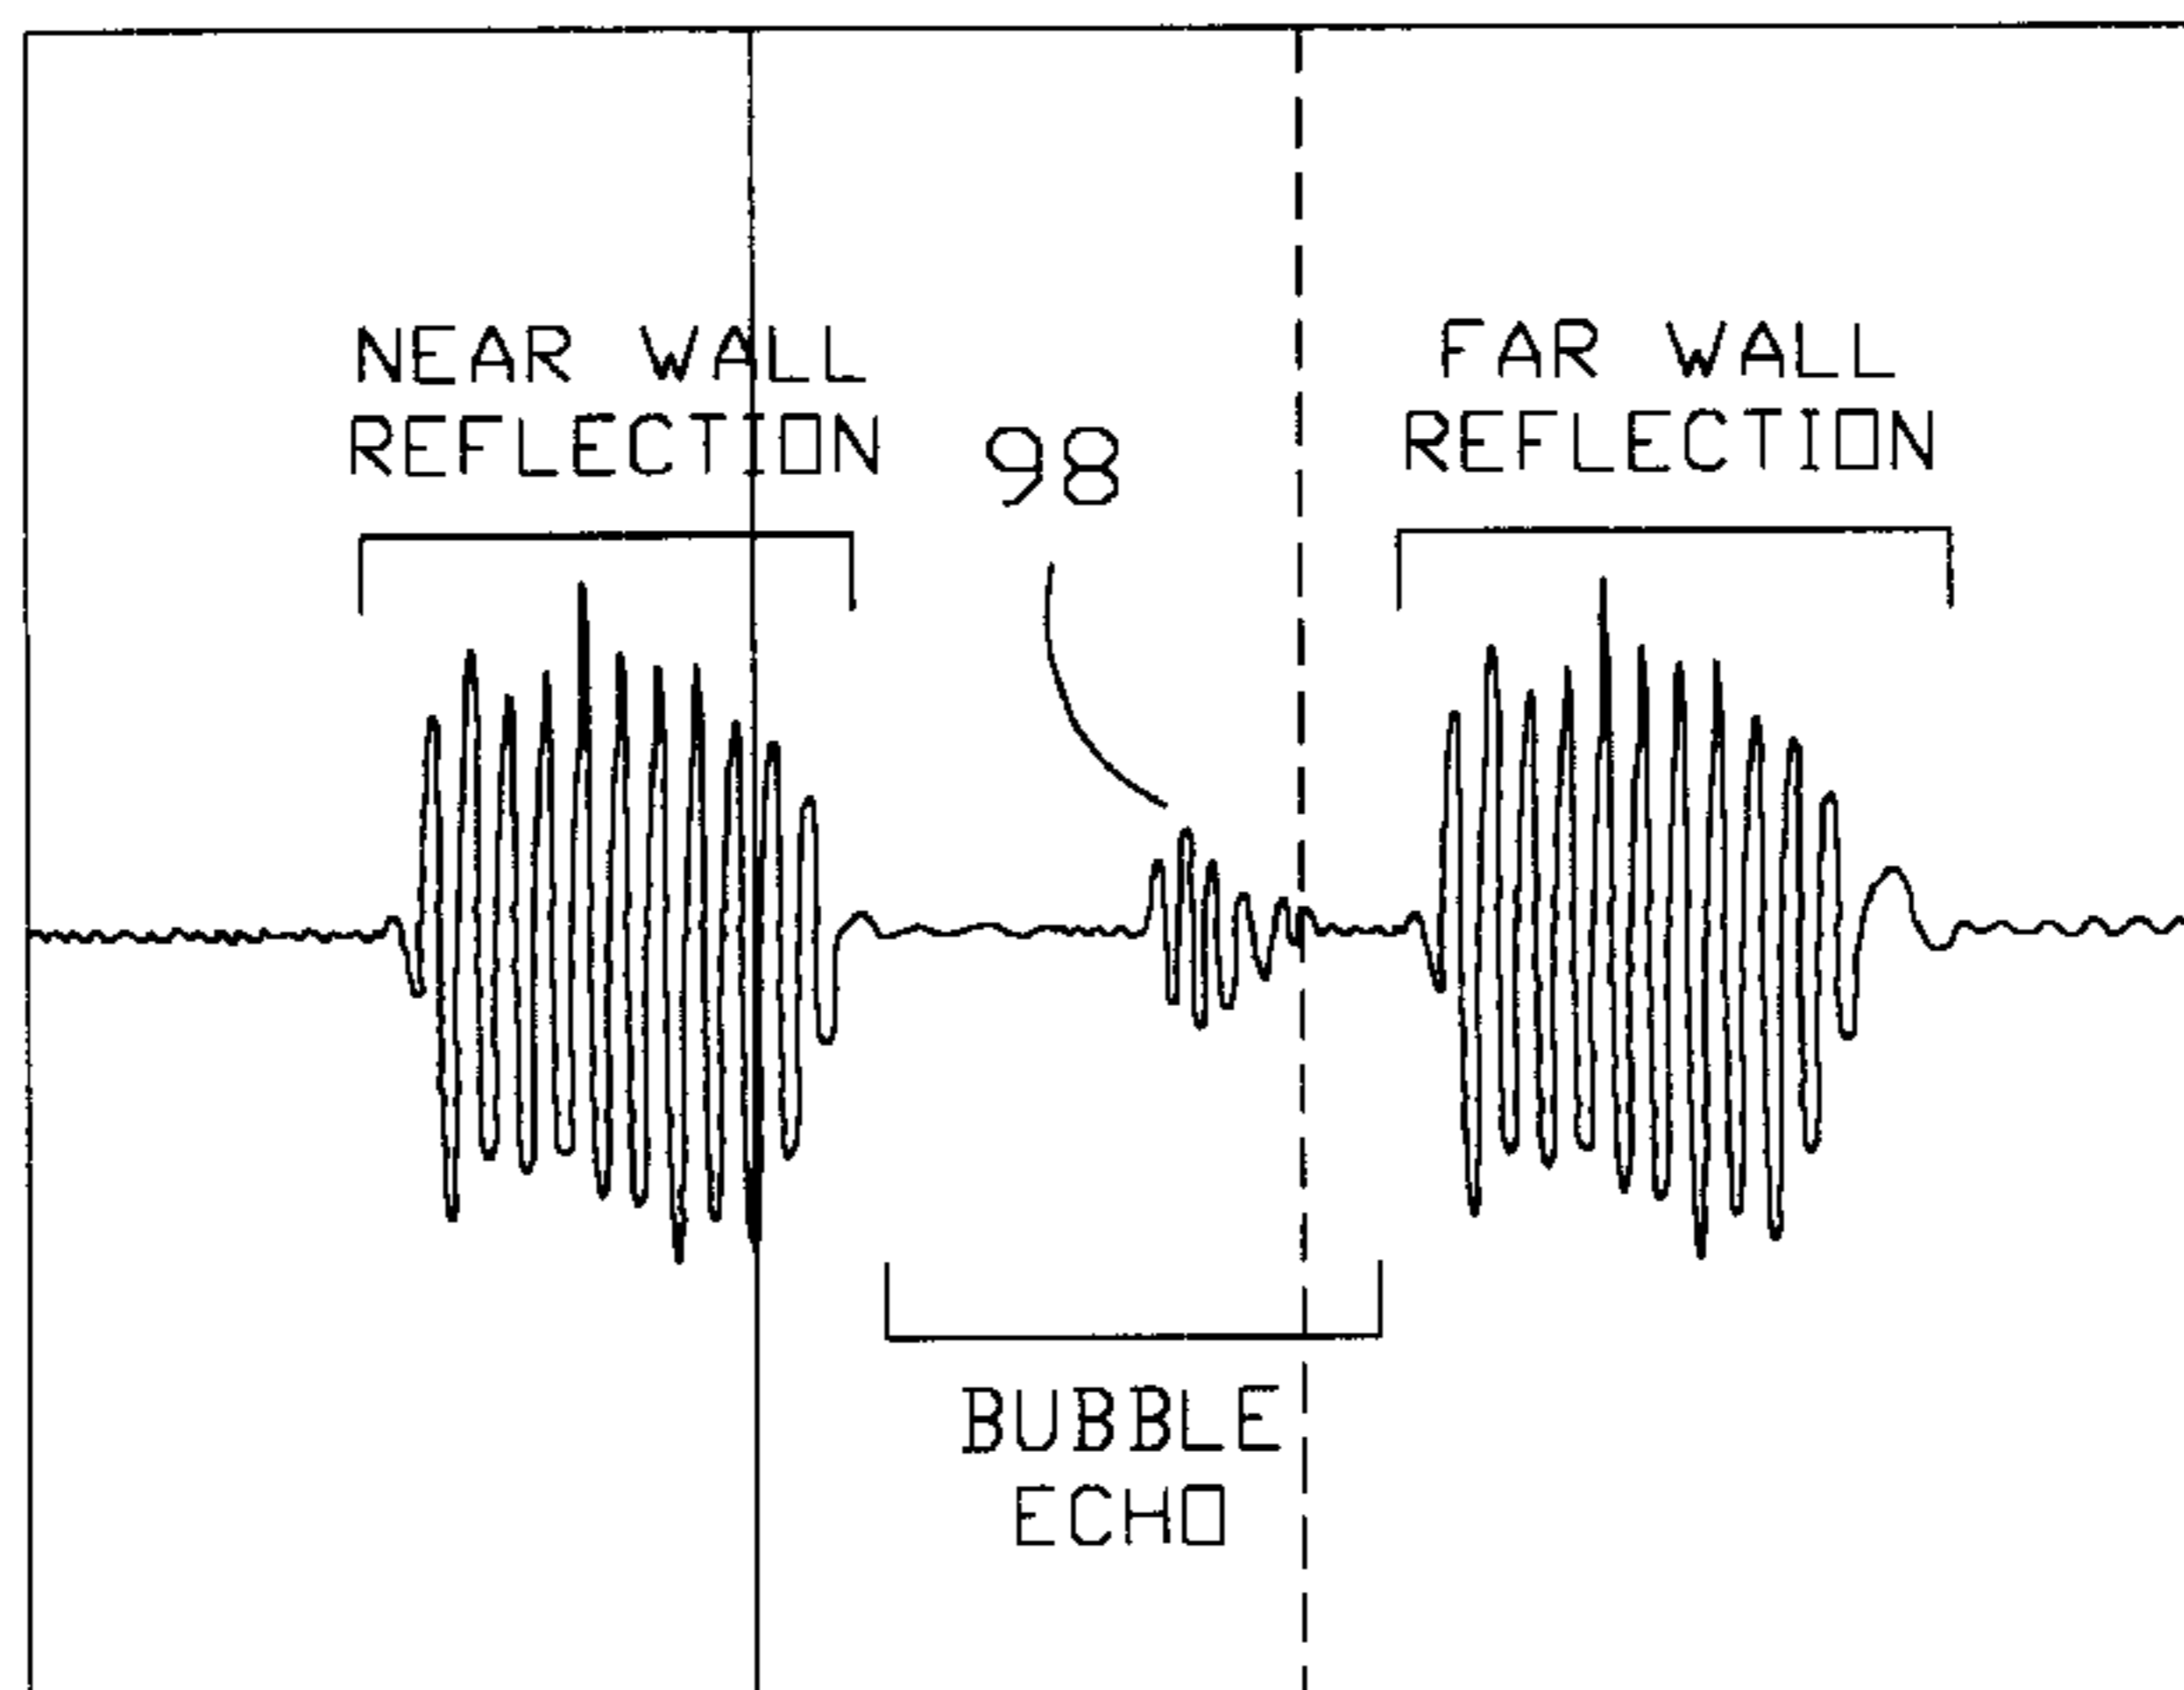 NEAR WALL
REFLECTION
98
FAR WALL
REFLECTION
BUBBLE
ECHO